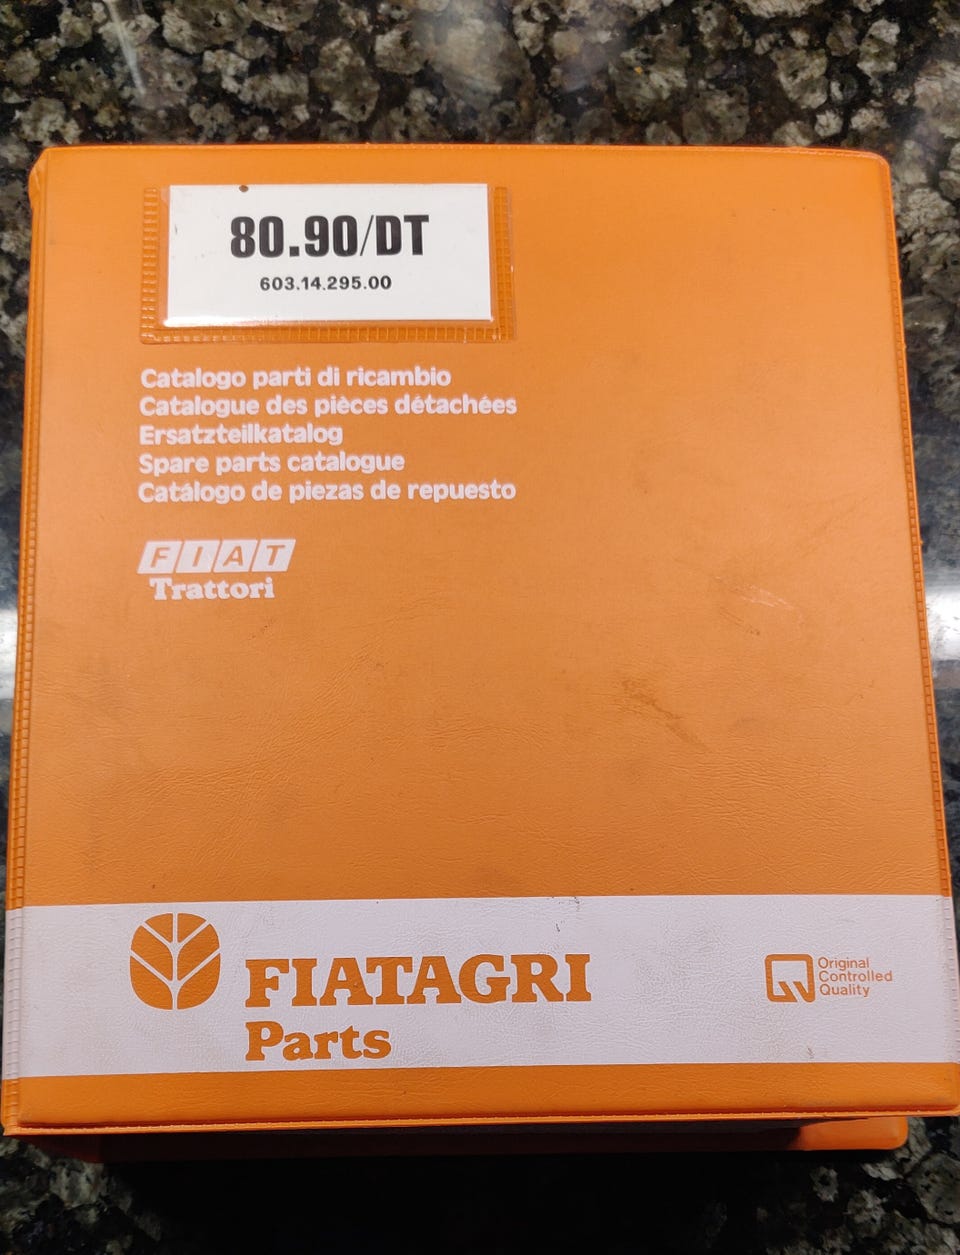 80.90/DT
603.14.295.00
Catalogo parti di ricambio
Catalogue des pièces détachées
Ersatzteilkatalog
Spare parts catalogue
Catálogo de piezas de repuesto
FIAT
Trattori
FIATAGRI
Parts
Original
Controlled
Quality